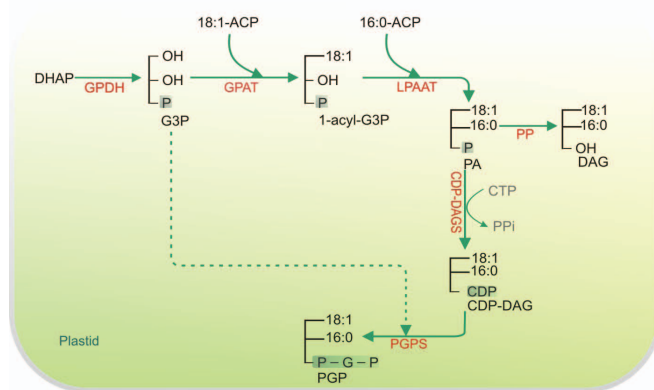 18:1-ACP
16:0-ACP
DHAP
GPDH
OH
OH
P
G3P
GPAT
18:1
OH
P
1-acyl-G3P
LPAAT
18:1
16:0
P
PA
PP
18:1
16:0
OH
DAG
CDP-DAGS
CTP
PPi
18:1
16:0
CDP
CDP-DAG
PGPS
18:1
16:0
P – G – P
PGP
Plastid